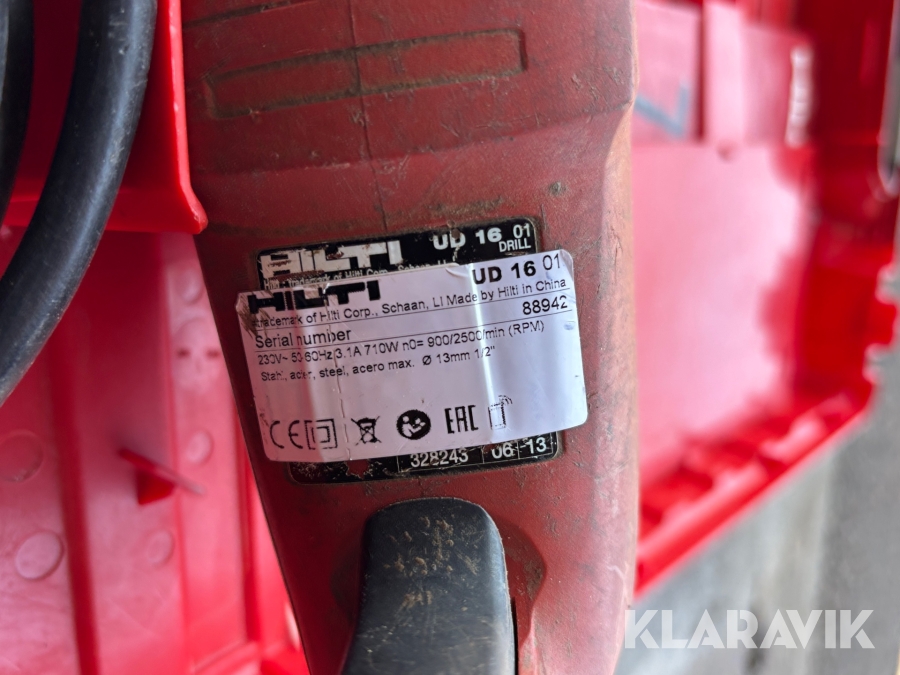 HILTI UD 16 01
DRILL
HILTI UD 16 01
trademark of Hilti Corp., Schaan, LI Made by Hilti in China
Serial number 88942
230V~ 50-60Hz 3.1A 710W n0= 900/2500/min (RPM)
Stahl, acier, steel, acero max. Ø 13mm 1/2"
CE EAC
328243 06 13
KLARAVIK